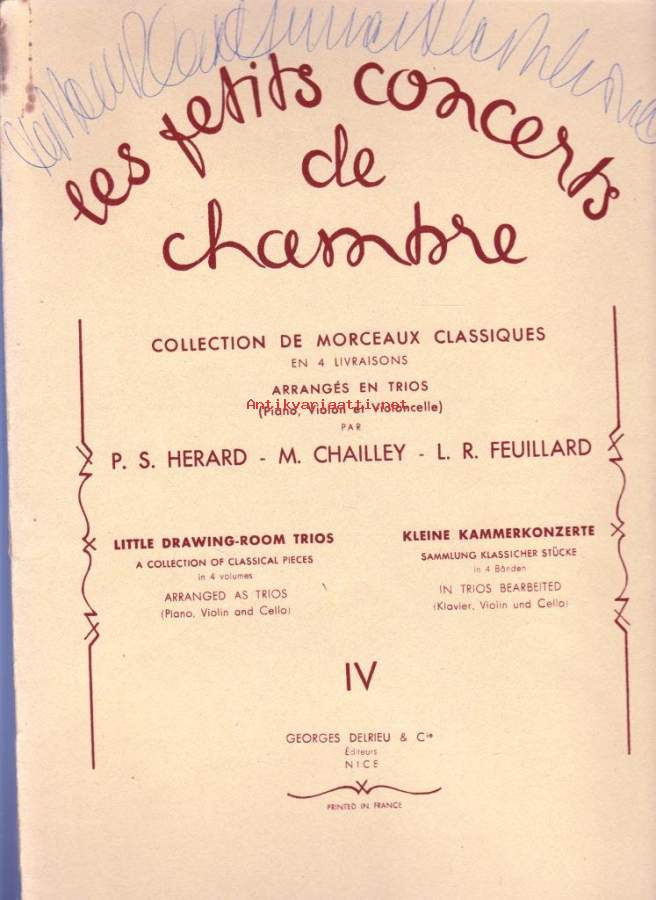 les petits concerts
de
chambre
COLLECTION DE MORCEAUX CLASSIQUES
EN 4 LIVRAISONS
ARRANGÉS EN TRIOS
Antikvariaatti.net
(Piano, Violon et Violoncelle)
PAR
P. S. HERARD - M. CHAILLEY - L. R. FEUILLARD
LITTLE DRAWING-ROOM TRIOS
A COLLECTION OF CLASSICAL PIECES
in 4 volumes
ARRANGED AS TRIOS
(Piano, Violin and Cello)
KLEINE KAMMERKONZERTE
SAMMLUNG KLASSICHER STÜCKE
in 4 Bänden
IN TRIOS BEARBEITED
(Klavier, Violin und Cello)
IV
GEORGES DELRIEU & Cie
Éditeurs
NICE
PRINTED IN FRANCE